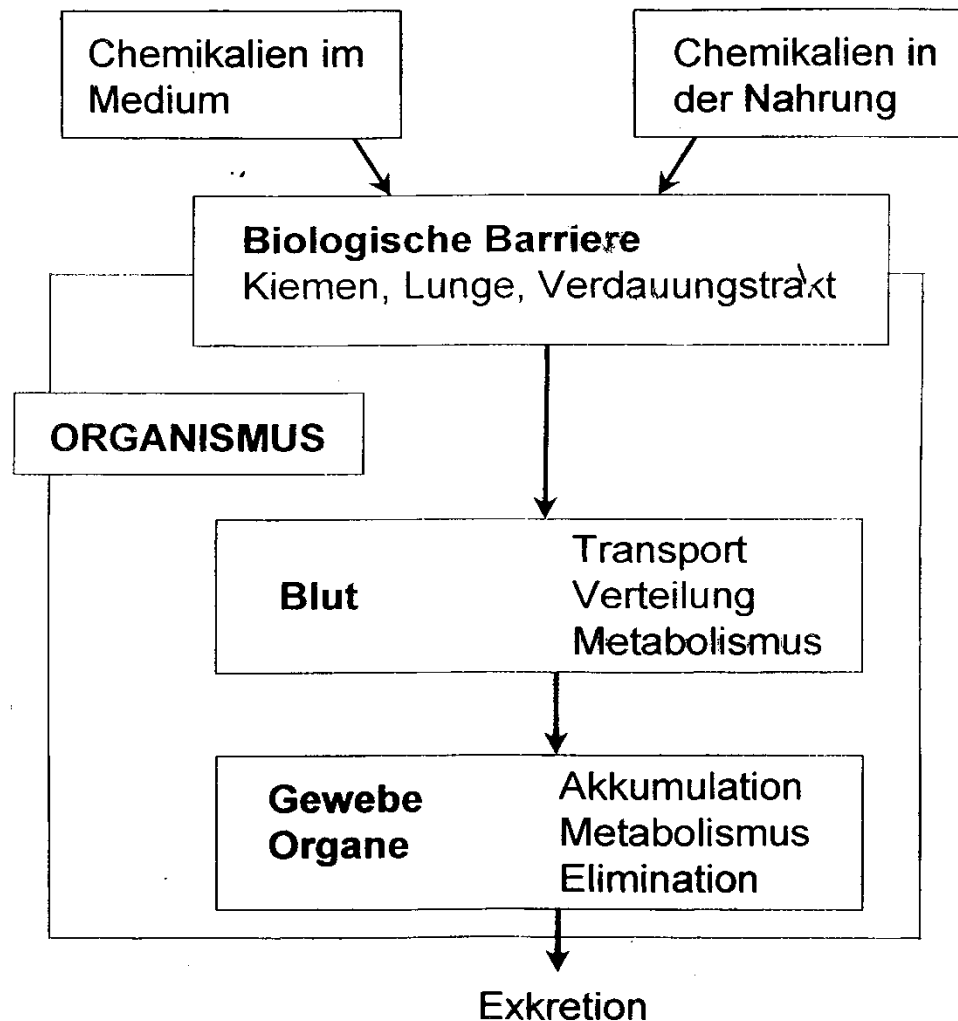 Chemikalien im
Medium
Chemikalien in
der Nahrung
Biologische Barriere
Kiemen, Lunge, Verdauungstrakt
ORGANISMUS
Blut
Transport
Verteilung
Metabolismus
Gewebe
Organe
Akkumulation
Metabolismus
Elimination
Exkretion